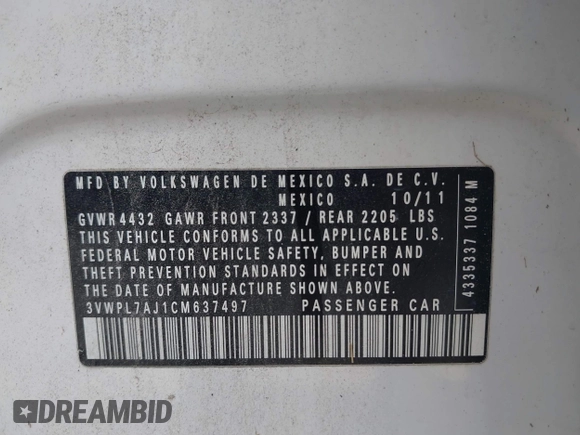 MFD BY VOLKSWAGEN DE MEXICO S.A. DE C.V.
MEXICO 10/11
GVWR 4432 GAWR FRONT 2337 / REAR 2205 LBS
THIS VEHICLE CONFORMS TO ALL APPLICABLE U.S.
FEDERAL MOTOR VEHICLE SAFETY, BUMPER AND
THEFT PREVENTION STANDARDS IN EFFECT ON
THE DATE OF MANUFACTURE SHOWN ABOVE.
3VWPL7AJ1CM637497 PASSENGER CAR
4335337 1084 M
DREAMBID